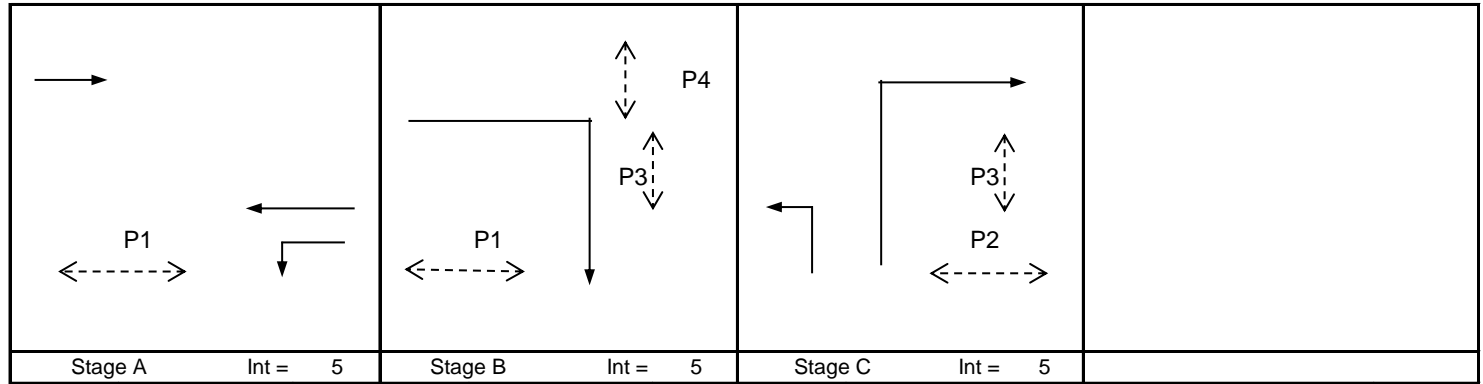 P4
P3
P3
P1
P1
P2
Stage A Int = 5
Stage B Int = 5
Stage C Int = 5